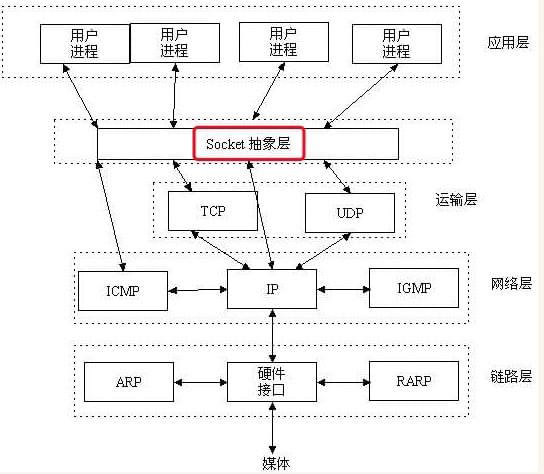 用户
进程
用户
进程
用户
进程
用户
进程
应用层
Socket 抽象层
TCP
UDP
运输层
ICMP
IP
IGMP
网络层
ARP
硬件
接口
RARP
链路层
媒体